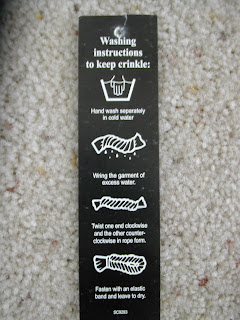 Washing
instructions
to keep crinkle:
Hand wash separately
in cold water
Wring the garment of
excess water.
Twist one end clockwise
and the other counter-
clockwise in rope form.
Fasten with an elastic
band and leave to dry.